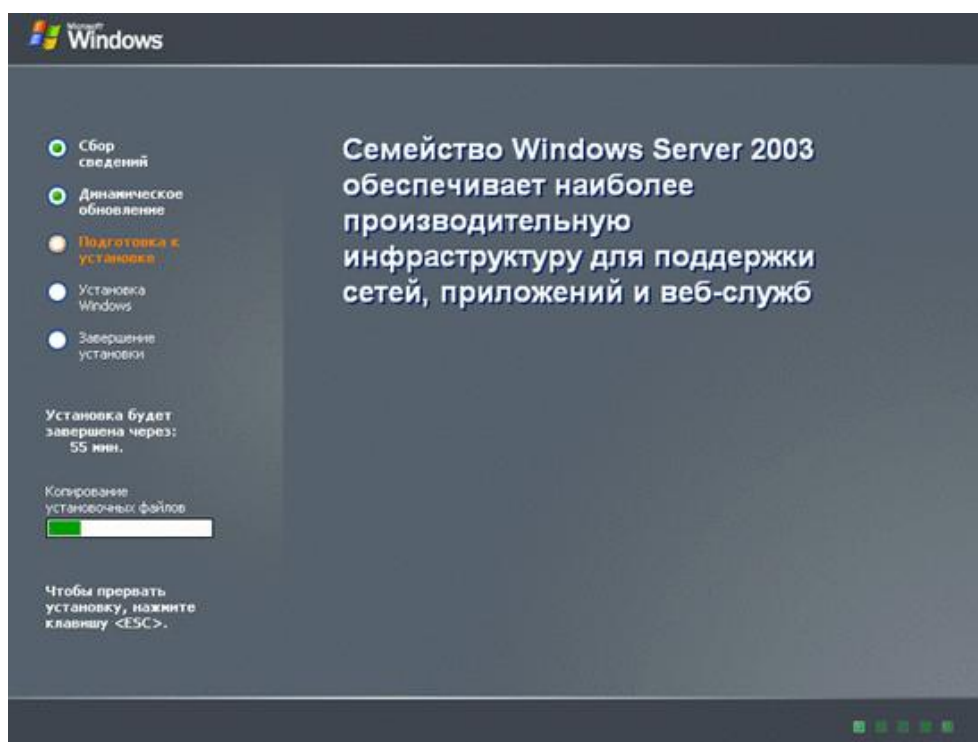 Microsoft
Windows
Сбор
сведений
Динамическое
обновление
Подготовка к
установке
Установка
Windows
Завершение
установки
Установка будет
завершена через:
55 мин.
Копирование
установочных файлов
Чтобы прервать
установку, нажмите
клавишу <ESC>.
Семейство Windows Server 2003
обеспечивает наиболее
производительную
инфраструктуру для поддержки
сетей, приложений и веб-служб